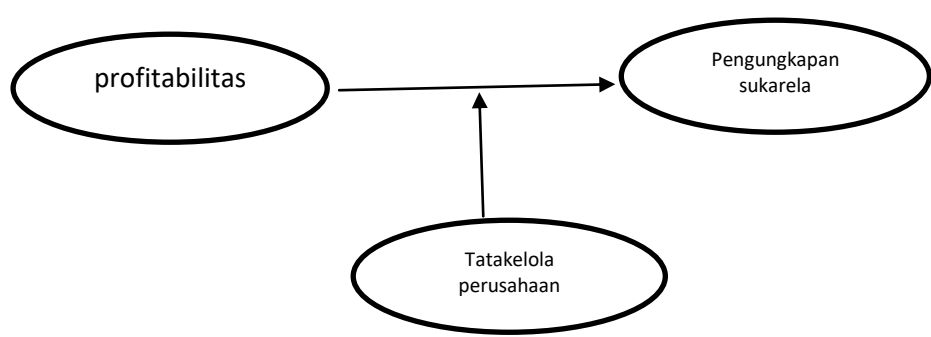 profitabilitas
Pengungkapan
sukarela
Tatakelola
perusahaan